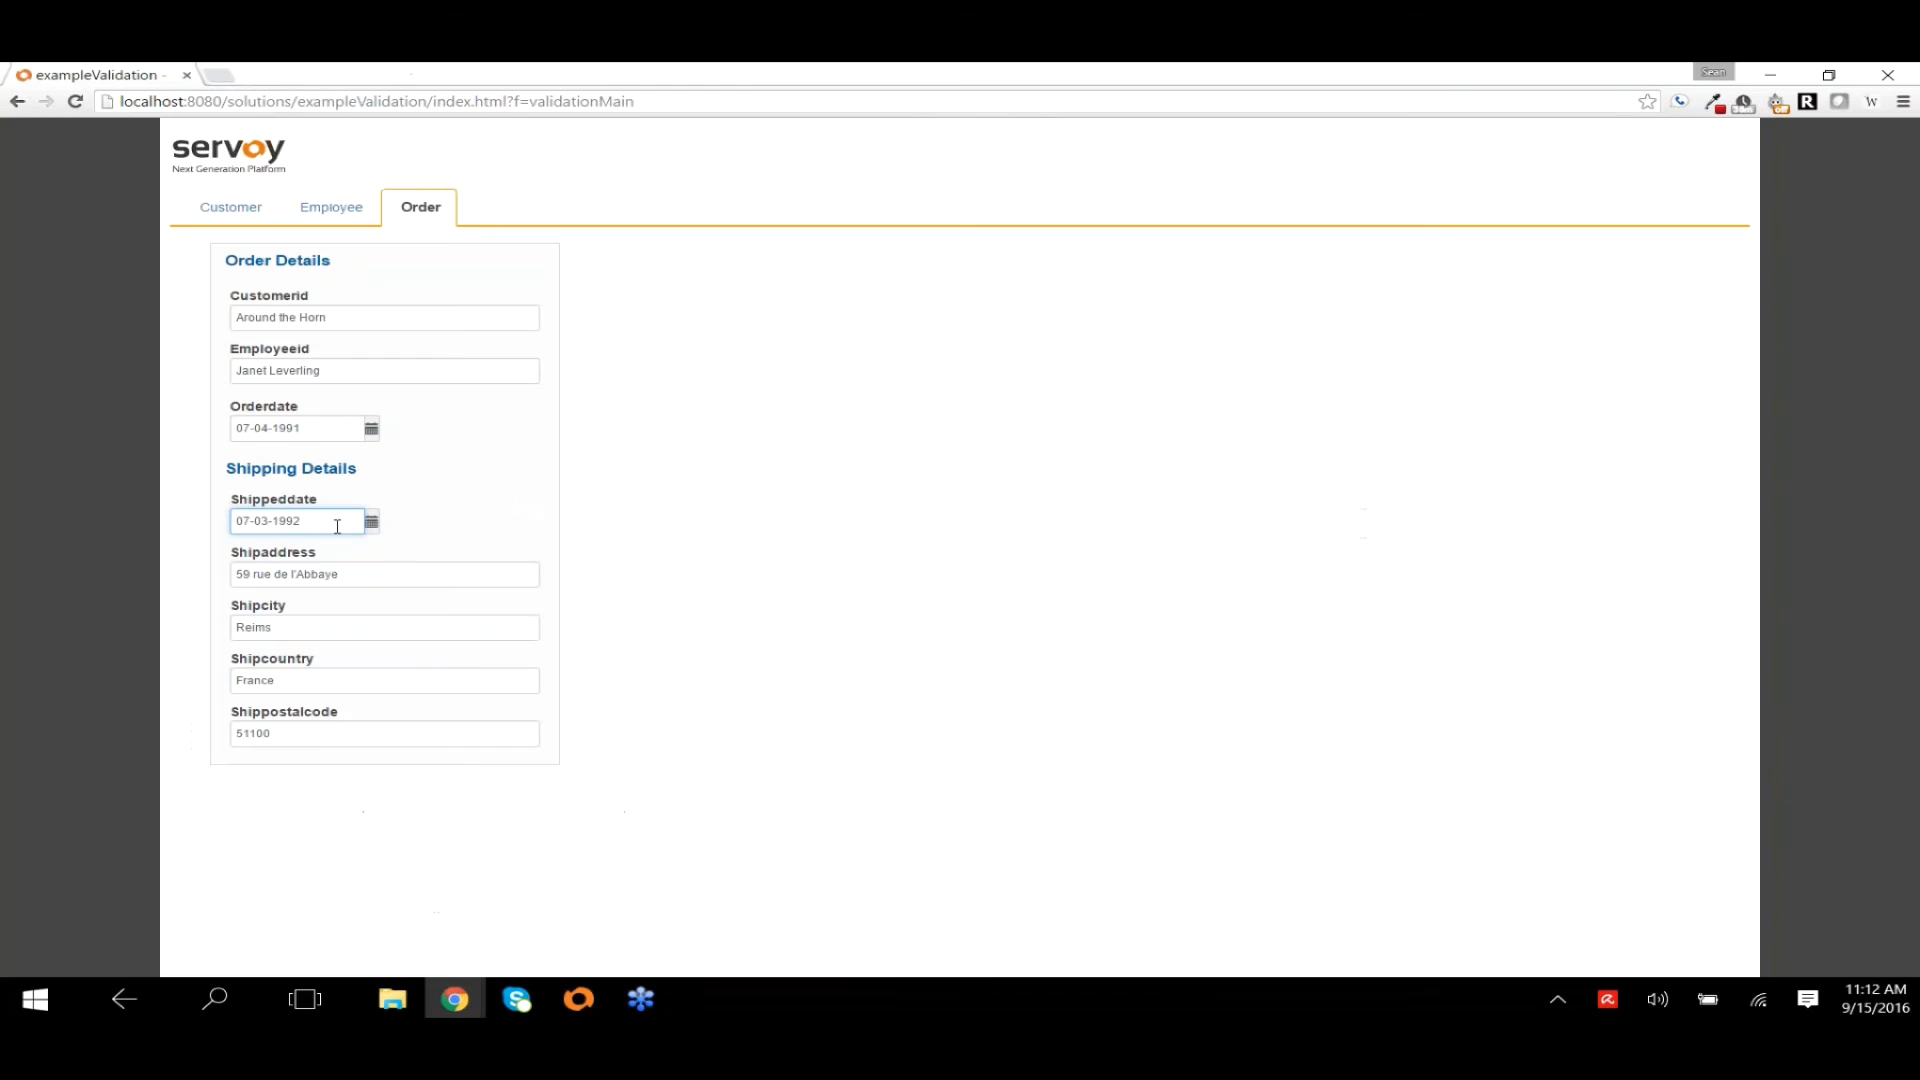 exampleValidation -
Sean
localhost:8080/solutions/exampleValidation/index.html?f=validationMain
R
W
servoy
Next Generation Platform
Customer
Employee
Order
Order Details
Customerid
Around the Horn
Employeeid
Janet Leverling
Orderdate
07-04-1991
Shipping Details
Shippeddate
07-03-1992
Shipaddress
59 rue de l'Abbaye
Shipcity
Reims
Shipcountry
France
Shippostalcode
51100
11:12 AM
9/15/2016